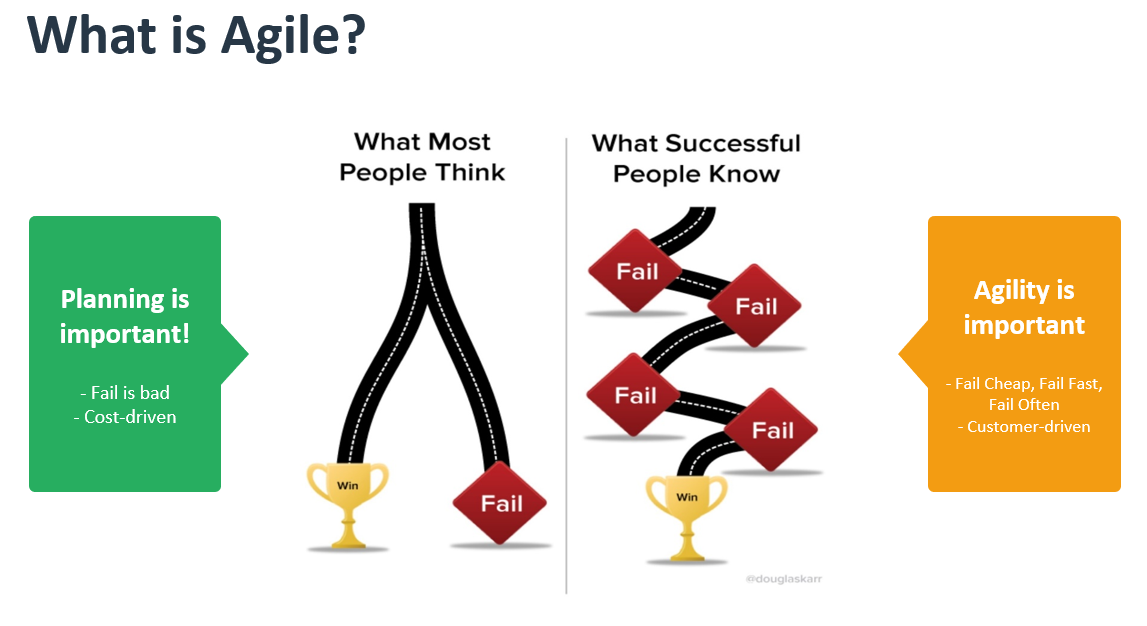 What is Agile?
What Most
People Think
What Successful
People Know
Planning is
important!
- Fail is bad
- Cost-driven
Win
Fail
Fail
Fail
Fail
Fail
Win
Agility is
important
- Fail Cheap, Fail Fast,
Fail Often
- Customer-driven
@douglaskarr